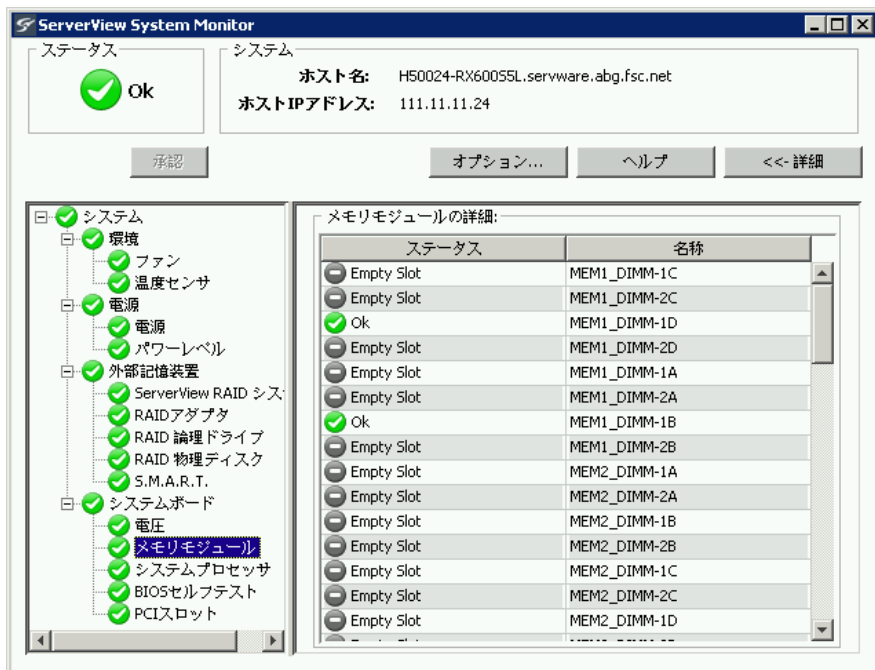 ServerView System Monitor
ステータス
Ok
システム
ホスト名: H50024-RX600S5L.servware.abg.fsc.net
ホストIPアドレス: 111.11.11.24
承認
オプション...
ヘルプ
<<- 詳細
システム
環境
ファン
温度センサ
電源
電源
パワーレベル
外部記憶装置
ServerView RAID シス
RAIDアダプタ
RAID 論理ドライブ
RAID 物理ディスク
S.M.A.R.T.
システムボード
電圧
メモリモジュール
システムプロセッサ
BIOSセルフテスト
PCIスロット
メモリモジュールの詳細:
ステータス 名称
Empty Slot MEM1_DIMM-1C
Empty Slot MEM1_DIMM-2C
Ok MEM1_DIMM-1D
Empty Slot MEM1_DIMM-2D
Empty Slot MEM1_DIMM-1A
Empty Slot MEM1_DIMM-2A
Ok MEM1_DIMM-1B
Empty Slot MEM1_DIMM-2B
Empty Slot MEM2_DIMM-1A
Empty Slot MEM2_DIMM-2A
Empty Slot MEM2_DIMM-1B
Empty Slot MEM2_DIMM-2B
Empty Slot MEM2_DIMM-1C
Empty Slot MEM2_DIMM-2C
Empty Slot MEM2_DIMM-1D